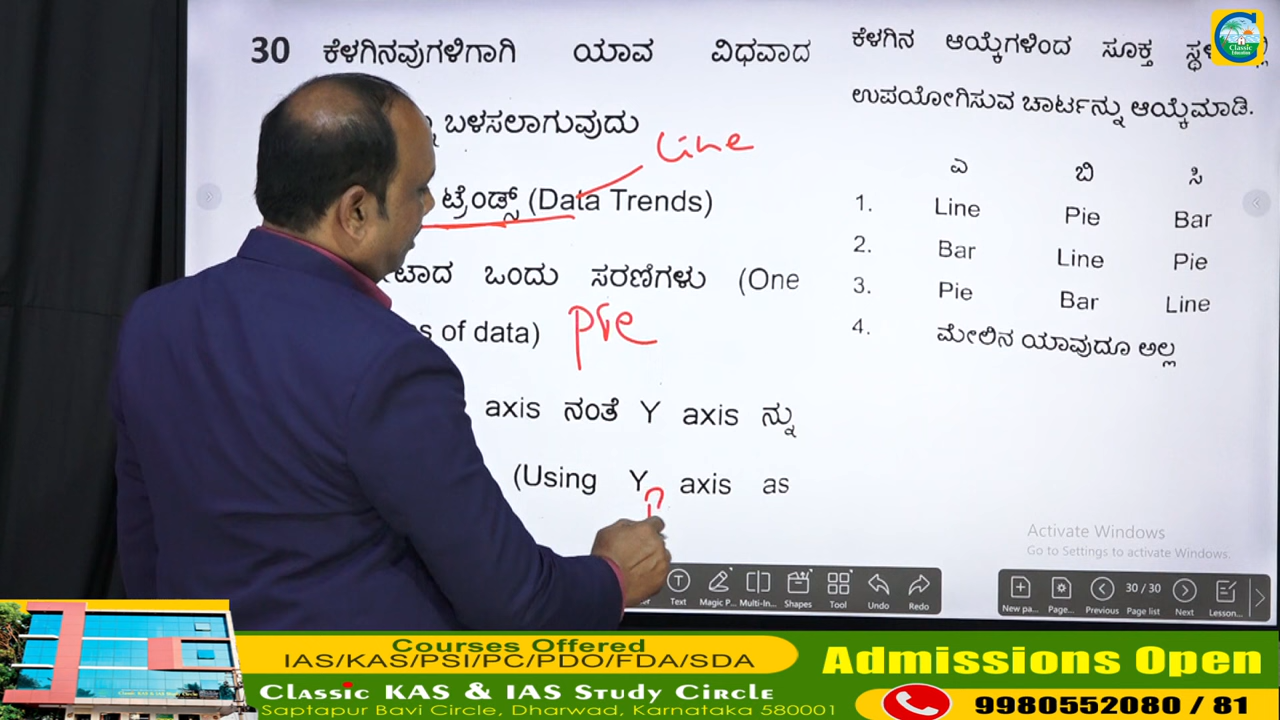 30 ಕೆಳಗಿನವುಗಳಿಗಾಗಿ ಯಾವ ವಿಧವಾದ
ಬಳಸಲಾಗುವುದು
Line
ಟ್ರೆಂಡ್ಸ್ (Data Trends)
ಒಂದು ಸರಣಿಗಳು (One
of data) pie
axis ನಂತೆ Y axis ನ್ನು
(Using Y axis as
ಕೆಳಗಿನ ಆಯ್ಕೆಗಳಿಂದ ಸೂಕ್ತ
ಉಪಯೋಗಿಸುವ ಚಾರ್ಟನ್ನು ಆಯ್ಕೆಮಾಡಿ.
ಎ ಬಿ ಸಿ
1. Line Pie Bar
2. Bar Line Pie
3. Pie Bar Line
4. ಮೇಲಿನ ಯಾವುದೂ ಅಲ್ಲ
Activate Windows
Go to Settings to activate Windows.
Text Magic P... Multi-In... Shapes Tool Undo Redo
New pa... Page... Previous 30 / 30 Page list Next Lesson...
Classic
Education
Courses Offered
IAS/KAS/PSI/PC/PDO/FDA/SDA
Classic KAS & IAS Study Circle
Saptapur Bavi Circle, Dharwad, Karnataka 580001
Admissions Open
9980552080 / 81